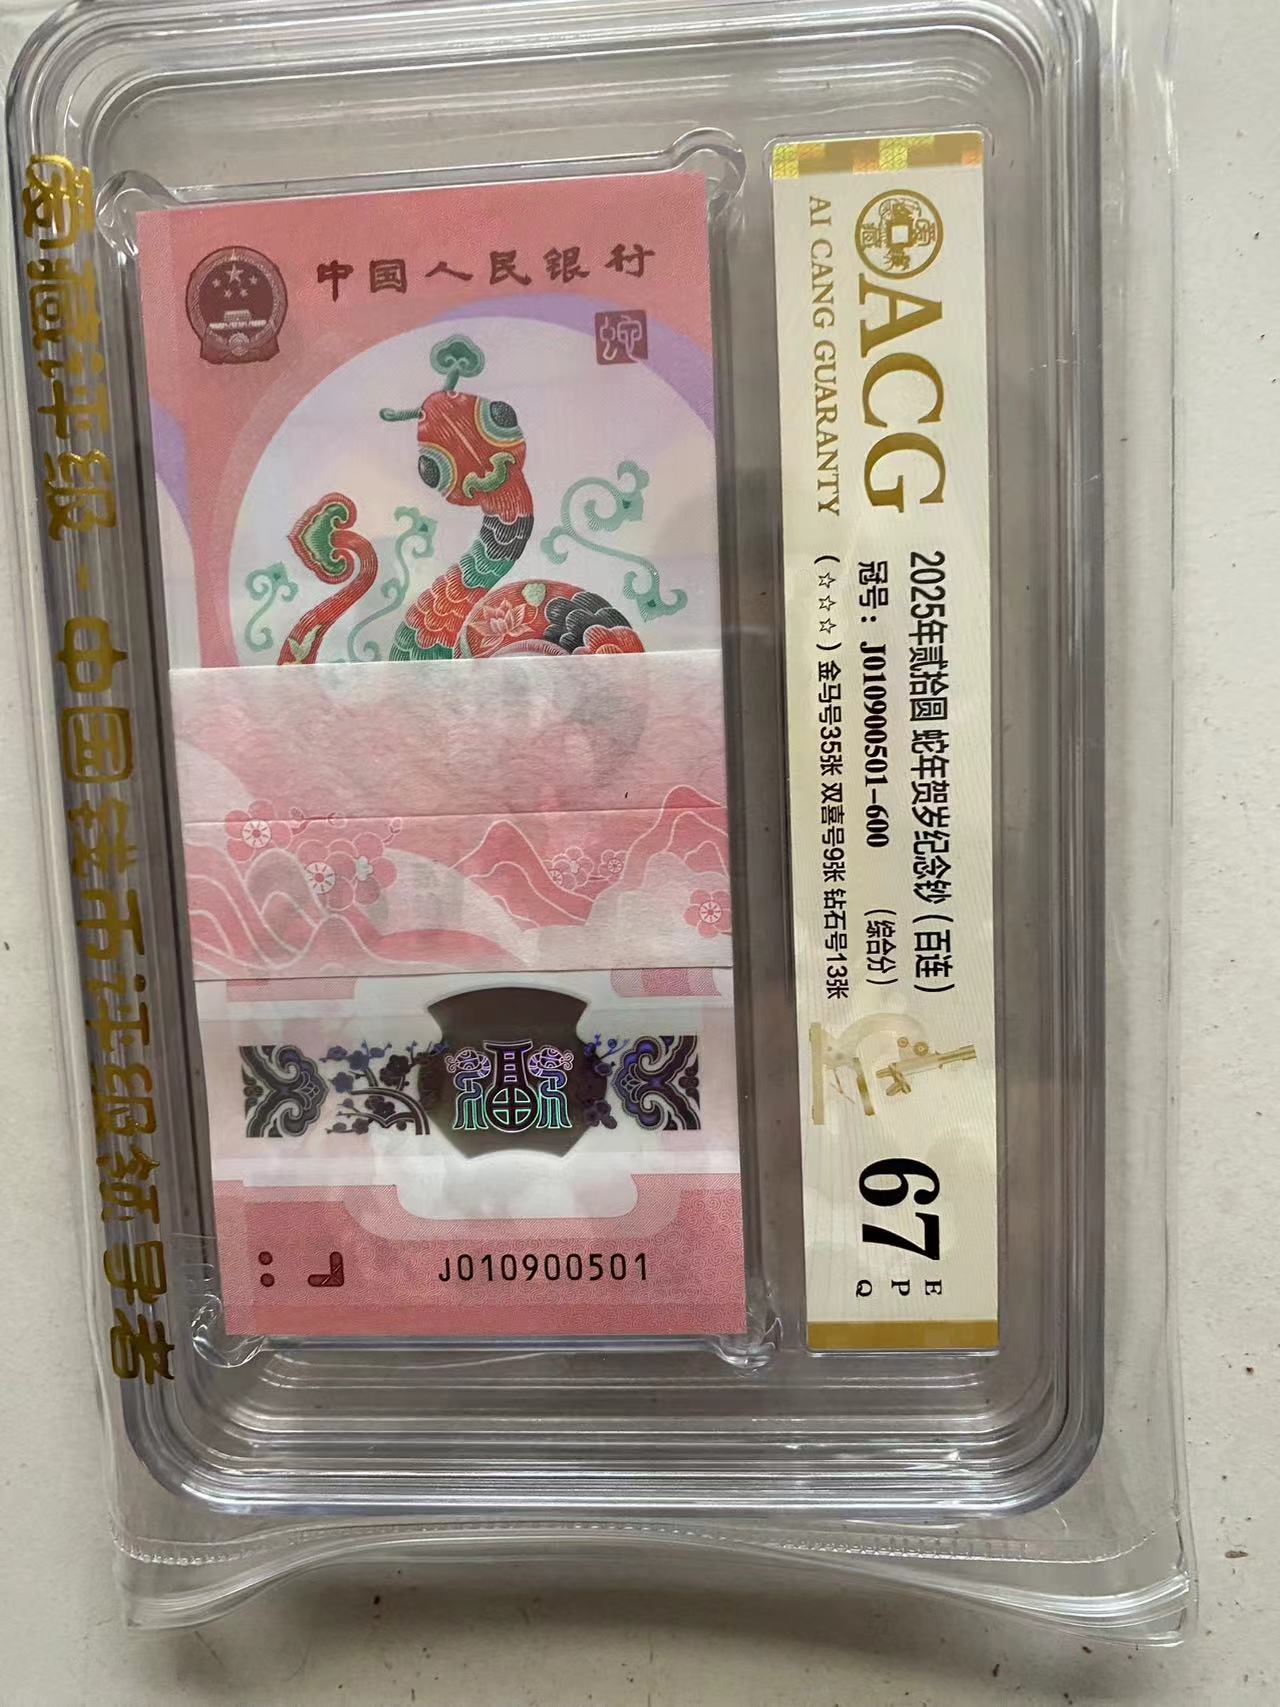 中国人民银行
蛇
J010900501
ACG
AI CANG GUARANTY
2025年贰拾圆 蛇年贺岁纪念钞(百连)
冠号:J010900501-600 (综合分)
(☆☆☆) 金马号35张 双喜号9张 钻石号13张
67
E
P
Q
爱藏评级-中国钱币评级领导者